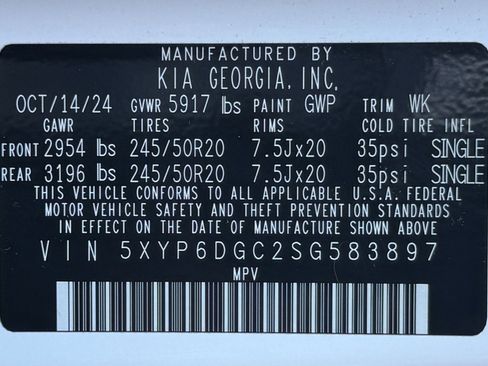 MANUFACTURED BY
KIA GEORGIA, INC.
OCT/14/24 GVWR 5917 lbs PAINT GWP TRIM WK
GAWR TIRES RIMS COLD TIRE INFL
FRONT 2954 lbs 245/50R20 7.5Jx20 35psi SINGLE
REAR 3196 lbs 245/50R20 7.5Jx20 35psi SINGLE
THIS VEHICLE CONFORMS TO ALL APPLICABLE U.S.A. FEDERAL
MOTOR VEHICLE SAFETY AND THEFT PREVENTION STANDARDS
IN EFFECT ON THE DATE OF MANUFACTURE SHOWN ABOVE.
VIN 5XYP6DGC2SG583897
MPV